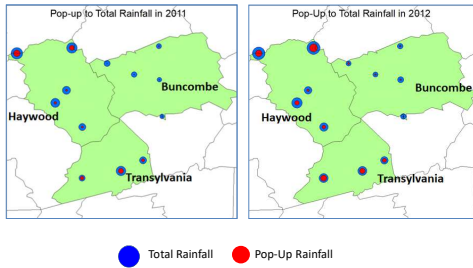 Pop-up to Total Rainfall in 2011
Buncombe
Haywood
Transylvania
Pop-Up to Total Rainfall in 2012
Buncombe
Haywood
Transylvania
Total Rainfall
Pop-Up Rainfall